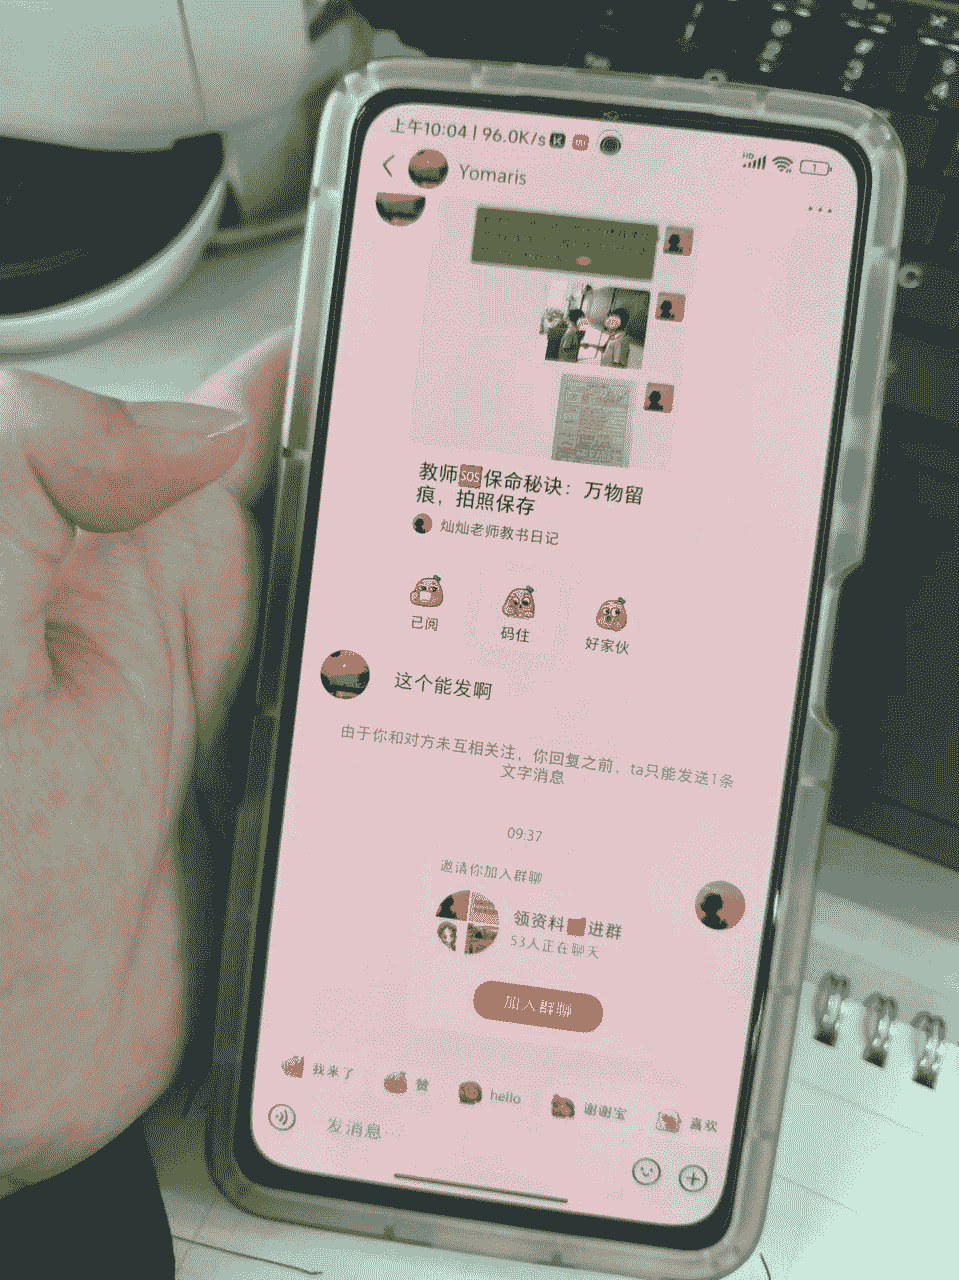 上午10:04 | 96.0K/s
HD
1
Yomaris
教师SOS保命秘诀：万物留
痕，拍照保存
灿灿老师教书日记
已阅 码住 好家伙
这个能发啊
由于你和对方未互相关注，你回复之前，ta只能发送1条
文字消息
09:37
邀请你加入群聊
领资料进群
53人正在聊天
加入群聊
我来了 赞 hello 谢谢宝 喜欢
发消息…